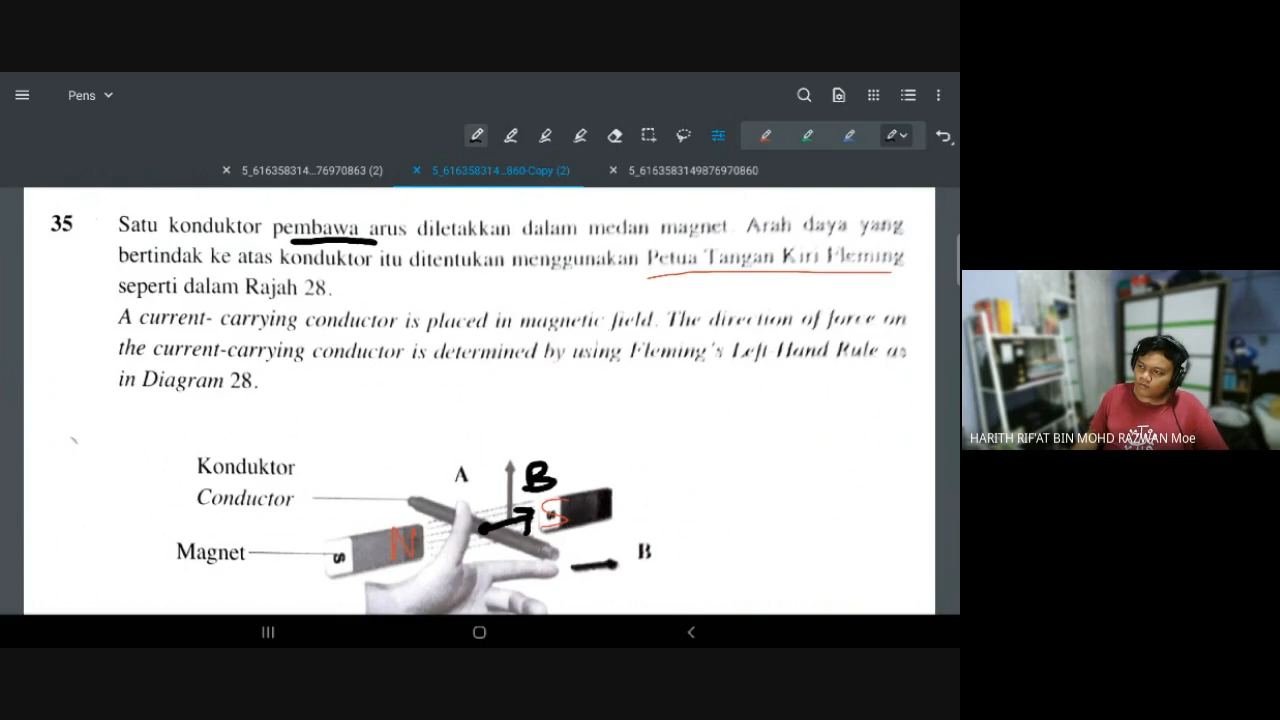 Pens
5_616358314...76970863 (2)
5_616358314...860-Copy (2)
5_6163583149876970860
35
Satu konduktor pembawa arus diletakkan dalam medan magnet. Arah daya yang
bertindak ke atas konduktor itu ditentukan menggunakan Petua Tangan Kiri Fleming
seperti dalam Rajah 28.
A current- carrying conductor is placed in magnetic field. The direction of force on
the current-carrying conductor is determined by using Fleming's Left-Hand Rule as
in Diagram 28.
Konduktor
Conductor
A
B
S
N
Magnet
S
B
HARITH RIF'AT BIN MOHD RAZWAN Moe